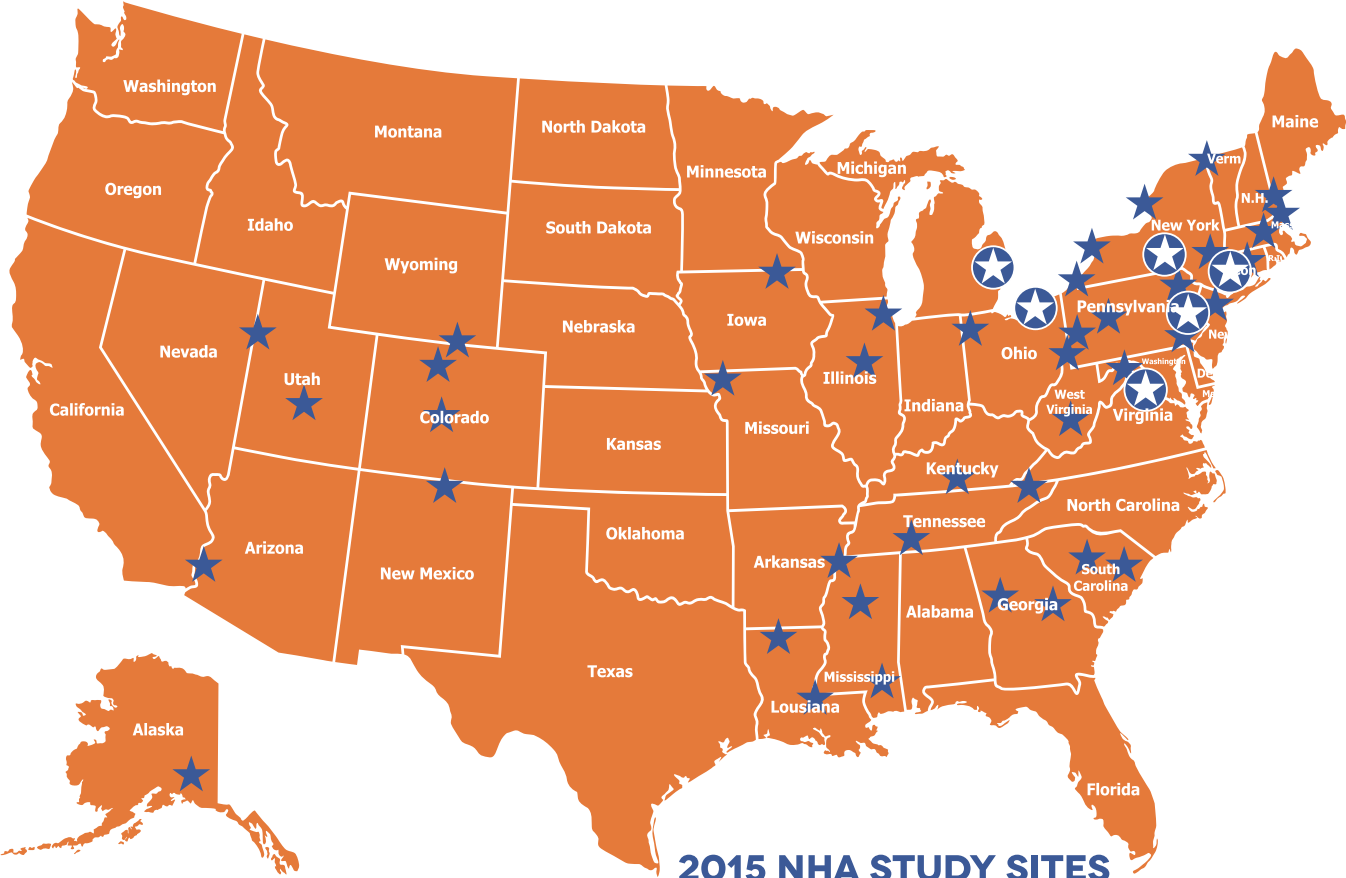 Washington
Montana
North Dakota
Minnesota
Michigan
Maine
Verm
Oregon
Idaho
South Dakota
Wisconsin
N.H.
New York
Mas
Wyoming
R.I.
Nebraska
Iowa
Pennsylvania
Nevada
Utah
Illinois
Ohio
Ne
Washington
California
Colorado
Kansas
Missouri
Indiana
West
Virginia
Virginia
Kentucky
Arizona
New Mexico
Oklahoma
Arkansas
Tennessee
North Carolina
South
Carolina
Alabama
Georgia
Texas
Mississippi
Lousiana
Alaska
Florida
2015 NHA STUDY SITES